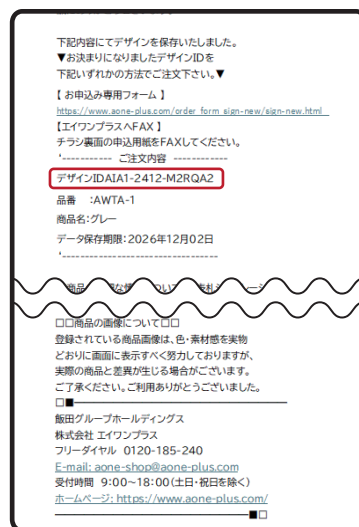 下記内容にてデザインを保存いたしました。
▼お決まりになりましたデザインIDを
下記いずれかの方法でご注文下さい。▼
【 お申込み専用フォーム 】
https://www.aone-plus.com/order_form_sign-new/sign-new.html
【エイワンプラスへFAX 】
チラシ裏面の申込用紙をFAXしてください。
'----------- ご注文内容 ------------
デザインIDAIA1-2412-M2RQA2
品番 :AWTA-1
商品名:グレー
データ保存期限:2026年12月02日
'----------------------------------
□□商品の画像について□□
登録されている商品画像は、色・素材感を実物
どおりに画面に表示すべく努力しておりますが、
実際の商品と差異が生じる場合がございます。
ご了承ください。ご利用ありがとうございました。
□■━━━━━━━━━━━━━━━━━━
飯田グループホールディングス
株式会社 エイワンプラス
フリーダイヤル 0120-185-240
E-mail: aone-shop@aone-plus.com
受付時間 9:00~18:00(土日・祝日を除く)
ホームページ: https://www.aone-plus.com/
━━━━━━━━━━━━━━━━━━■□